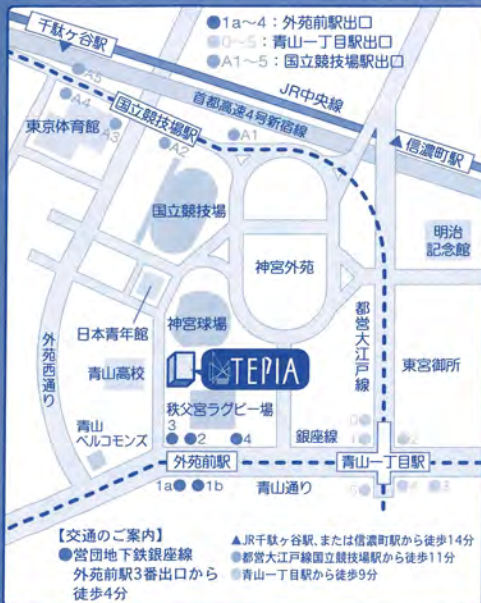 ●1a～4：外苑前駅出口
●0～5：青山一丁目駅出口
●A1～5：国立競技場駅出口
千駄ケ谷駅
JR中央線
首都高速4号新宿線
A5
A4
国立競技場駅
東京体育館
A3
A2
A1
信濃町駅
国立競技場
明治
記念館
神宮外苑
日本青年館
神宮球場
都営大江戸線
外苑西通り
青山高校
TEPIA
東宮御所
秩父宮ラグビー場
青山
ベルコモンズ
3
2
4
銀座線
0
1
2
外苑前駅
青山一丁目駅
1a
1b
青山通り
5
4
3
【交通のご案内】
●営団地下鉄銀座線
外苑前駅3番出口から
徒歩4分
▲JR千駄ヶ谷駅、または信濃町駅から徒歩14分
●都営大江戸線国立競技場駅から徒歩11分
●青山一丁目駅から徒歩9分